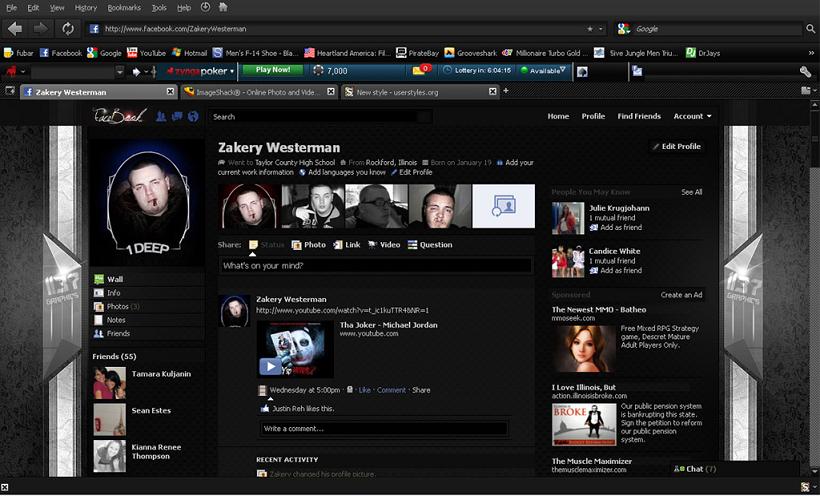 File Edit View History Bookmarks Tools Help
http://www.facebook.com/ZakeryWesterman
Google
fubar Facebook Google YouTube Hotmail Men's F-14 Shoe - Bla... Heartland America: Fil... PirateBay Grooveshark Millionaire Turbo Gold ... 5ive Jungle Men Triu... DrJays
zynga poker Play Now! 7,000 0 Lottery in: 6:04:15 Available
Zakery Westerman
ImageShack® - Online Photo and Vide...
New style - userstyles.org
FaceBook
Search
Home Profile Find Friends Account
Zakery Westerman
Edit Profile
Went to Taylor County High School From Rockford, Illinois Born on January 19 Add your
current work information Add languages you know Edit Profile
1 DEEP
Share: Status Photo Link Video Question
What's on your mind?
Wall
Info
Photos (3)
Notes
Friends
Friends (55)
Tamara Kuljanin
Sean Estes
Kianna Renee
Thompson
Zakery Westerman
http://www.youtube.com/watch?v=t_ic1kuTTR4&NR=1
Tha Joker - Michael Jordan
www.youtube.com
Wednesday at 5:00pm · Like · Comment · Share
Justin Reh likes this.
Write a comment...
RECENT ACTIVITY
Zakery changed his profile picture.
People You May Know
See All
Julie Krugjohann
1 mutual friend
Add as friend
Candice White
1 mutual friend
Add as friend
Sponsored
Create an Ad
The Newest MMO - Batheo
mmoseek.com
Free Mixed RPG Strategy
game, Descret Mature
Adult Players Only.
I Love Illinois, But
action.illinoisisbroke.com
BROKE
Our public pension system
is bankrupting this state.
Sign the petition to reform
our public pension
system.
The Muscle Maximizer
themusclemaximizer.com
Chat (7)
GRAPHICS
GRAPHICS